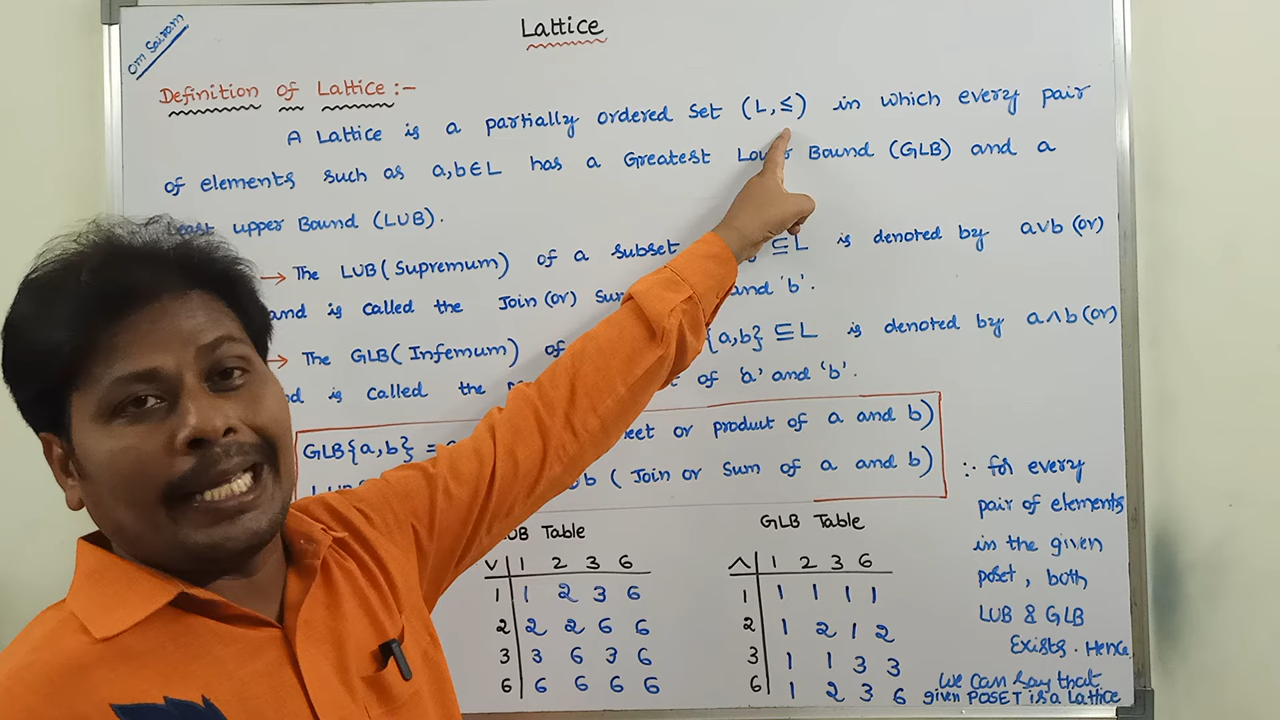 Om Sairam
Lattice
Definition of Lattice :-
A Lattice is a partially ordered set (L,≤) in which every pair
of elements such as a,b∈L has a Greatest Lower Bound (GLB) and a
Least upper Bound (LUB).
→ The LUB (Supremum) of a subset ⊆L is denoted by a∨b (or)
and is called the Join (or) and 'b'.
→ The GLB (Infemum) of {a,b} ⊆L is denoted by a∧b (or)
is called the of 'a' and 'b'.
GLB{a,b} = or product of a and b)
b ( Join or Sum of a and b)
LUB Table
∨ 1 2 3 6
1 1 2 3 6
2 2 2 6 6
3 3 6 3 6
6 6 6 6 6
GLB Table
∧ 1 2 3 6
1 1 1 1 1
2 1 2 1 2
3 1 1 3 3
6 1 2 3 6
∵ for every
pair of elements
in the given
poset, both
LUB & GLB
Exists. Hence
we can say that
given POSET is a Lattice